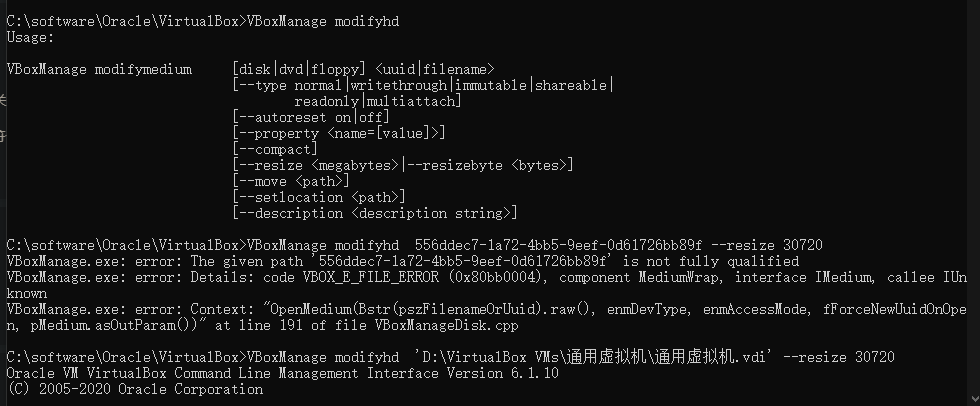 C:\software\Oracle\VirtualBox>VBoxManage modifyhd
Usage:
VBoxManage modifymedium     [disk|dvd|floppy] <uuid|filename>
[--type normal|writethrough|immutable|shareable|
readonly|multiattach]
[--autoreset on|off]
[--property <name=[value]>]
[--compact]
[--resize <megabytes>|--resizebyte <bytes>]
[--move <path>]
[--setlocation <path>]
[--description <description string>]
C:\software\Oracle\VirtualBox>VBoxManage modifyhd  556ddec7-1a72-4bb5-9eef-0d61726bb89f --resize 30720
VBoxManage.exe: error: The given path '556ddec7-1a72-4bb5-9eef-0d61726bb89f' is not fully qualified
VBoxManage.exe: error: Details: code VBOX_E_FILE_ERROR (0x80bb0004), component MediumWrap, interface IMedium, callee IUn
known
VBoxManage.exe: error: Context: "OpenMedium(Bstr(pszFilenameOrUuid).raw(), enmDevType, enmAccessMode, fForceNewUuidOnOpe
n, pMedium.asOutParam())" at line 191 of file VBoxManageDisk.cpp
C:\software\Oracle\VirtualBox>VBoxManage modifyhd  'D:\VirtualBox VMs\通用虚拟机\通用虚拟机.vdi' --resize 30720
Oracle VM VirtualBox Command Line Management Interface Version 6.1.10
(C) 2005-2020 Oracle Corporation